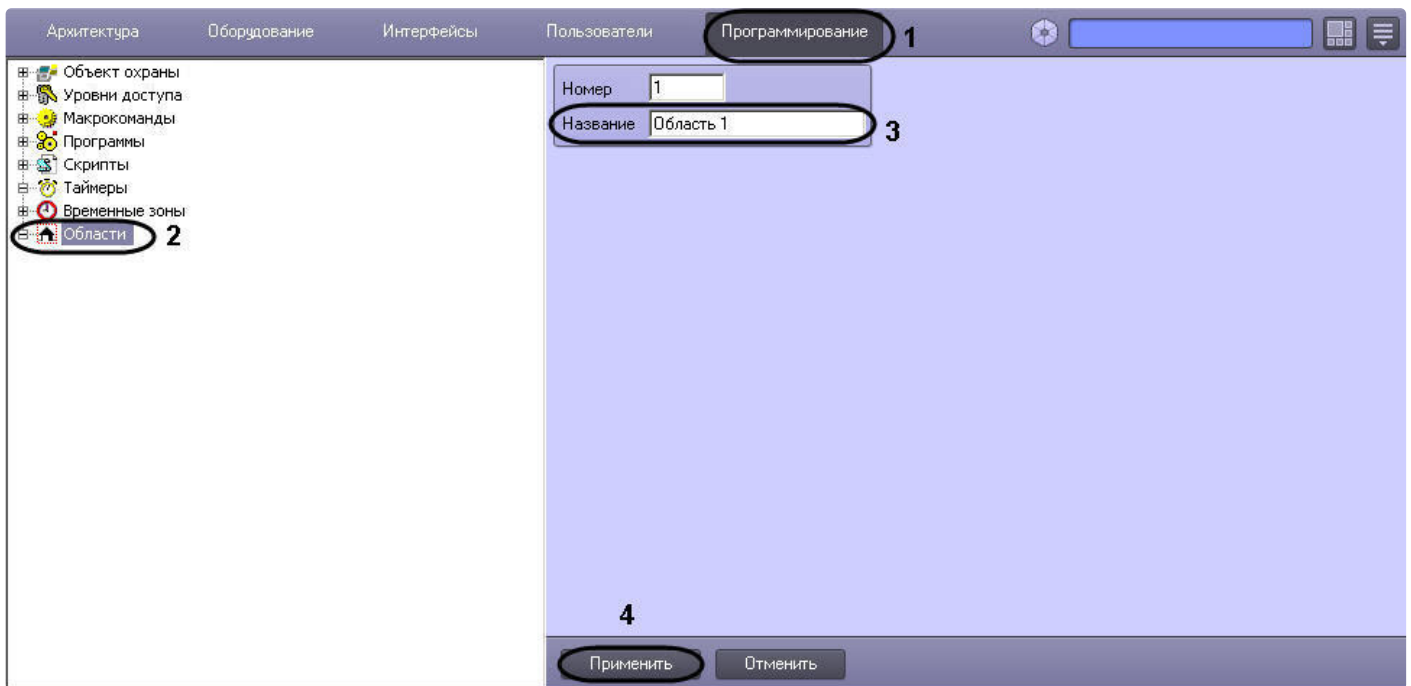 Архитектура Оборудование Интерфейсы Пользователи Программирование 1
Объект охраны
Уровни доступа
Макрокоманды
Программы
Скрипты
Таймеры
Временные зоны
Области 2
Номер 1
Название Область 1 3
4
Применить Отменить